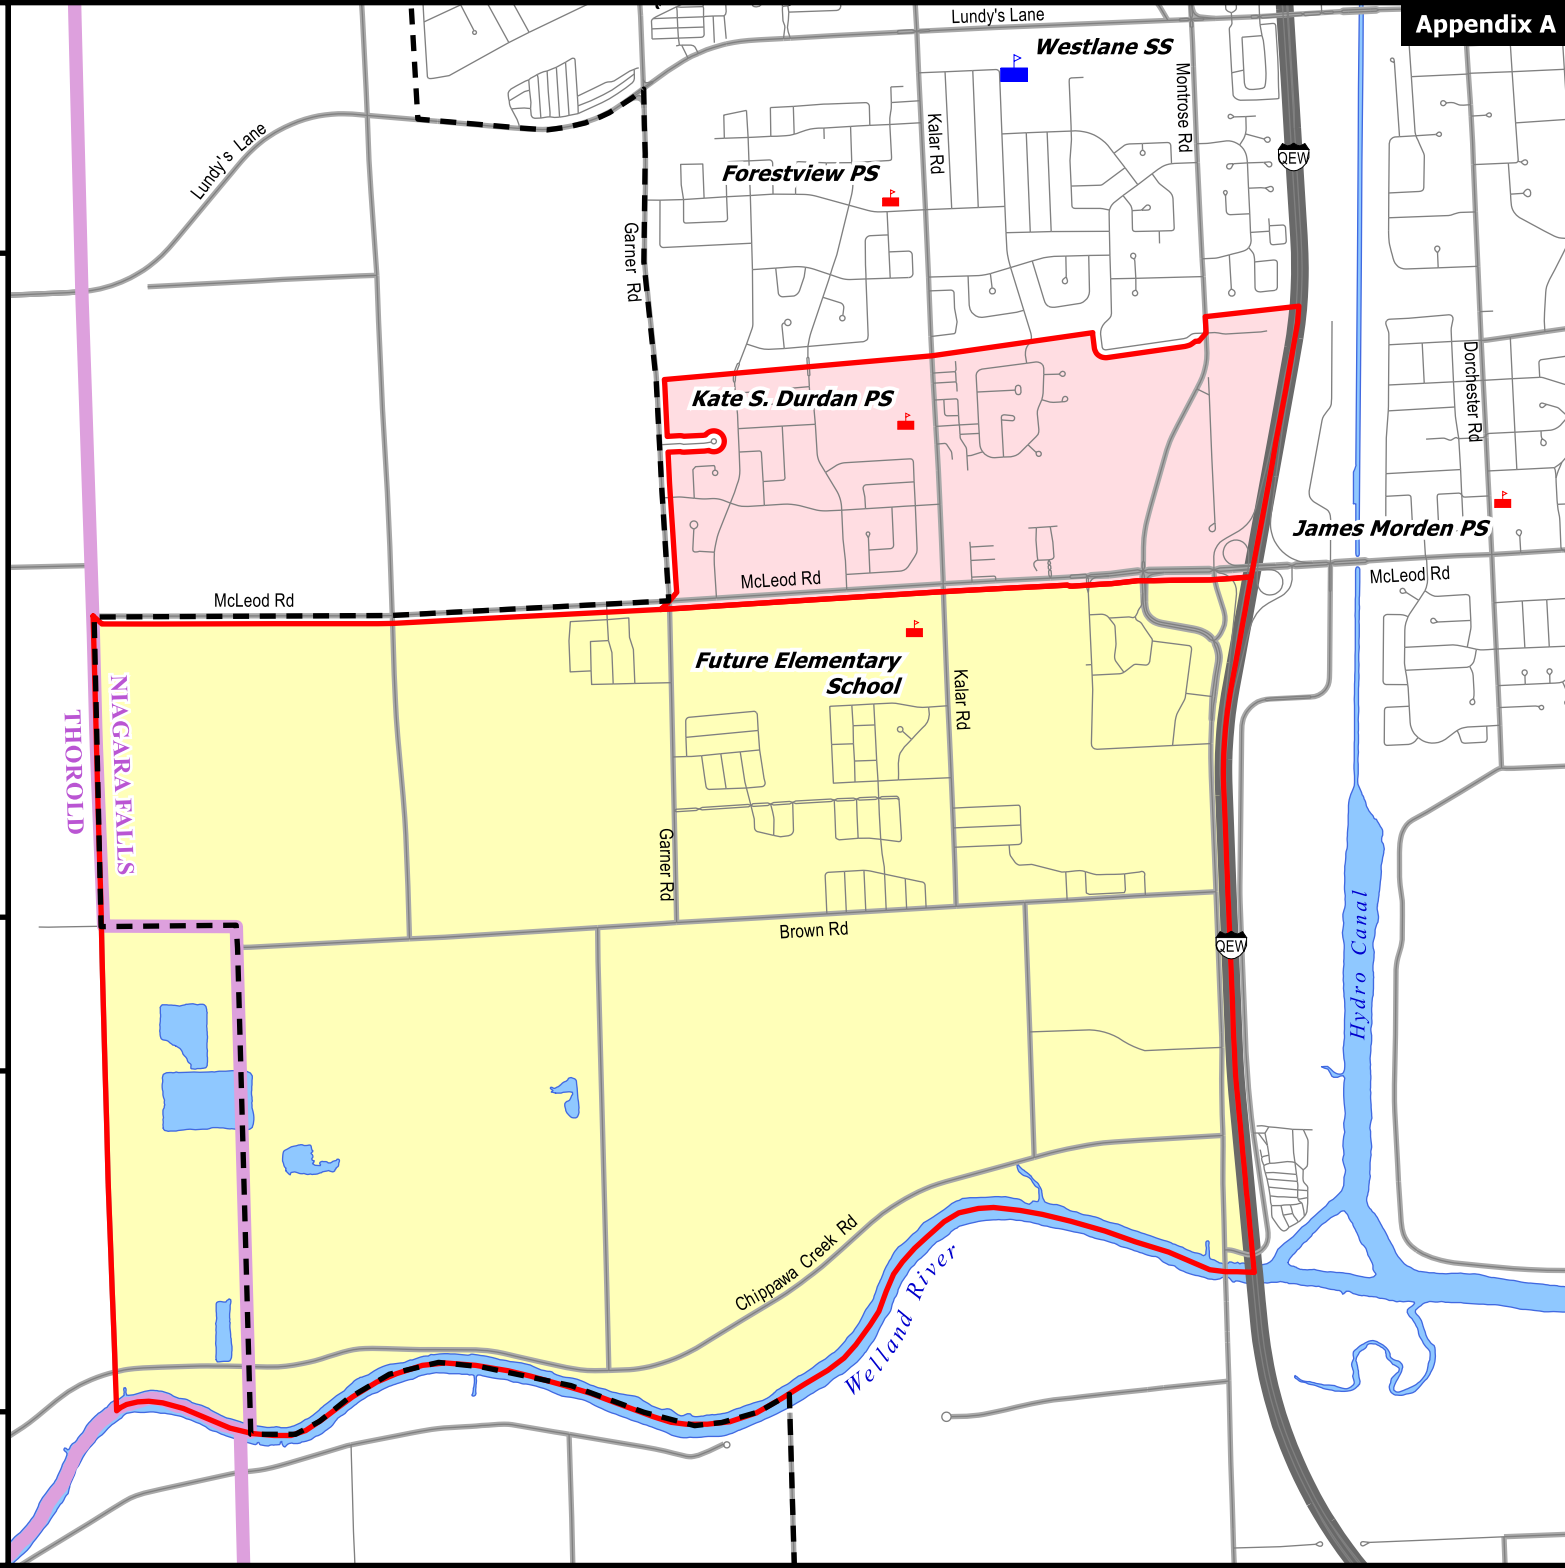 Appendix A
Lundy's Lane
Westlane SS
Montrose Rd
Kalar Rd
Lundy's Lane
QEW
Forestview PS
Garner Rd
Dorchester Rd
Kate S. Durdan PS
James Morden PS
McLeod Rd
McLeod Rd
McLeod Rd
Future Elementary
School
Kalar Rd
THOROLD
NIAGARA FALLS
Garner Rd
Brown Rd
QEW
Hydro Canal
Chippawa Creek Rd
Welland River